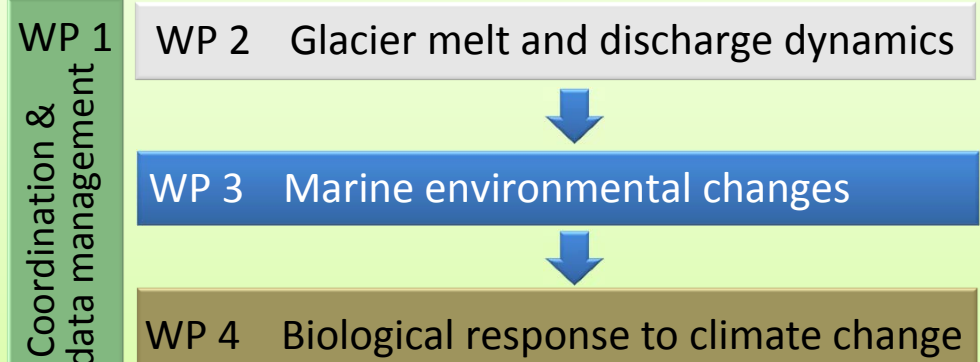 WP 1
Coordination &
data management
WP 2 Glacier melt and discharge dynamics
WP 3 Marine environmental changes
WP 4 Biological response to climate change